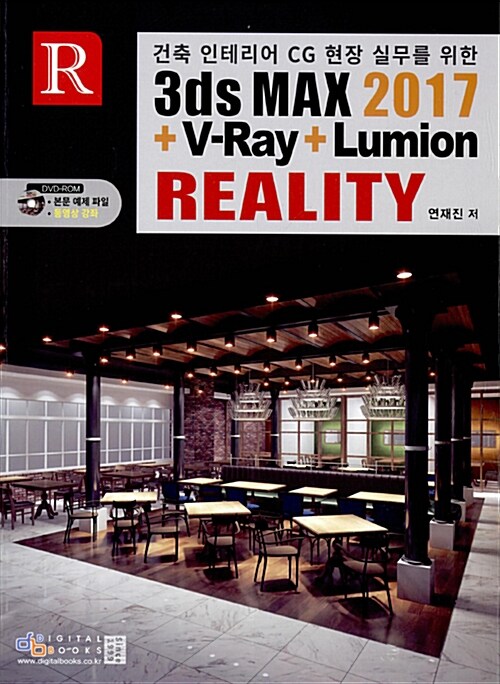 R
건축 인테리어 CG 현장 실무를 위한
3ds MAX 2017
+ V-Ray + Lumion
REALITY
연재진 저
DVD-ROM
• 본문 예제 파일
• 동영상 강좌
DIGITAL
BOOKS
www.digitalbooks.co.kr